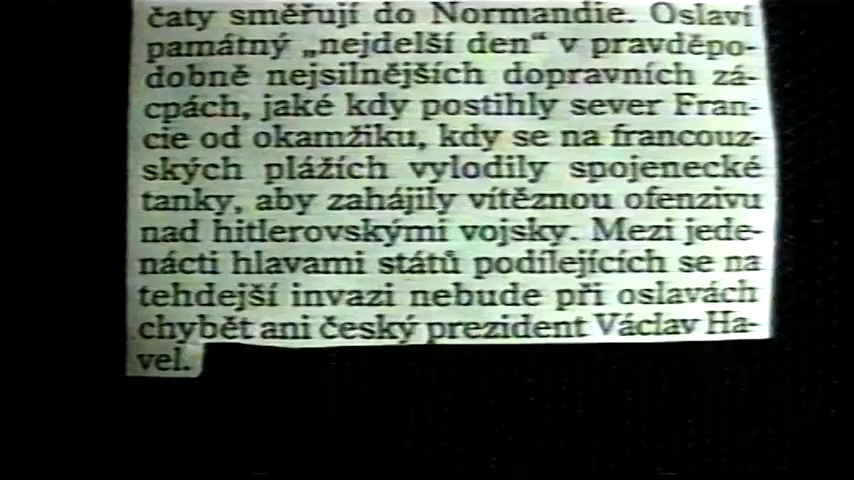 čaty směřují do Normandie. Oslaví
památný „nejdelší den“ v pravděpo-
dobně nejsilnějších dopravních zá-
cpách, jaké kdy postihly sever Fran-
cie od okamžiku, kdy se na francouz-
ských plážích vylodily spojenecké
tanky, aby zahájily vítěznou ofenzivu
nad hitlerovskými vojsky. Mezi jede-
nácti hlavami států podílejících se na
tehdejší invazi nebude při oslavách
chybět ani český prezident Václav Ha-
vel.